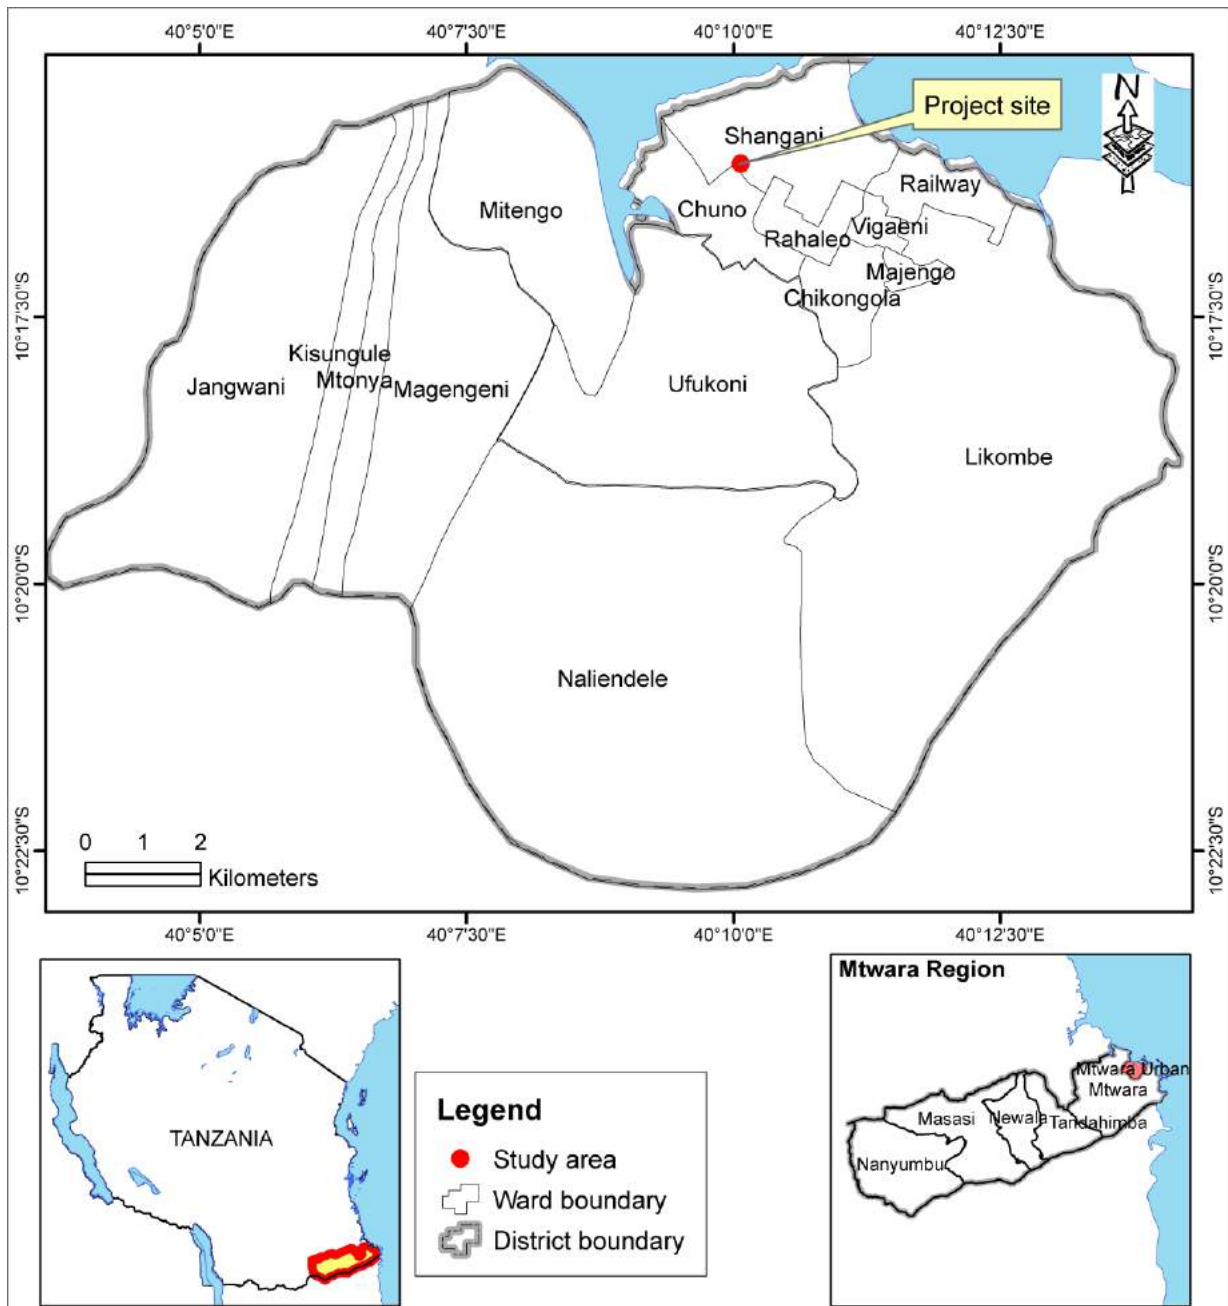 40°5'0"E
40°7'30"E
40°10'0"E
40°12'30"E
N
Project site
Shangani
Railway
Mitengo
Chuno
Vigaeni
Rahaleo
Majengo
Chikongola
10°17'30"S
10°17'30"S
Kisungule
Mtonya
Jangwani
Magengeni
Ufukoni
Likombe
10°20'0"S
10°20'0"S
Naliendele
10°22'30"S
10°22'30"S
0 1 2
Kilometers
40°5'0"E
40°7'30"E
40°10'0"E
40°12'30"E
TANZANIA
Legend
Study area
Ward boundary
District boundary
Mtwara Region
Mtwara Urban
Mtwara
Masasi
Newala
Tandahimba
Nanyumbu